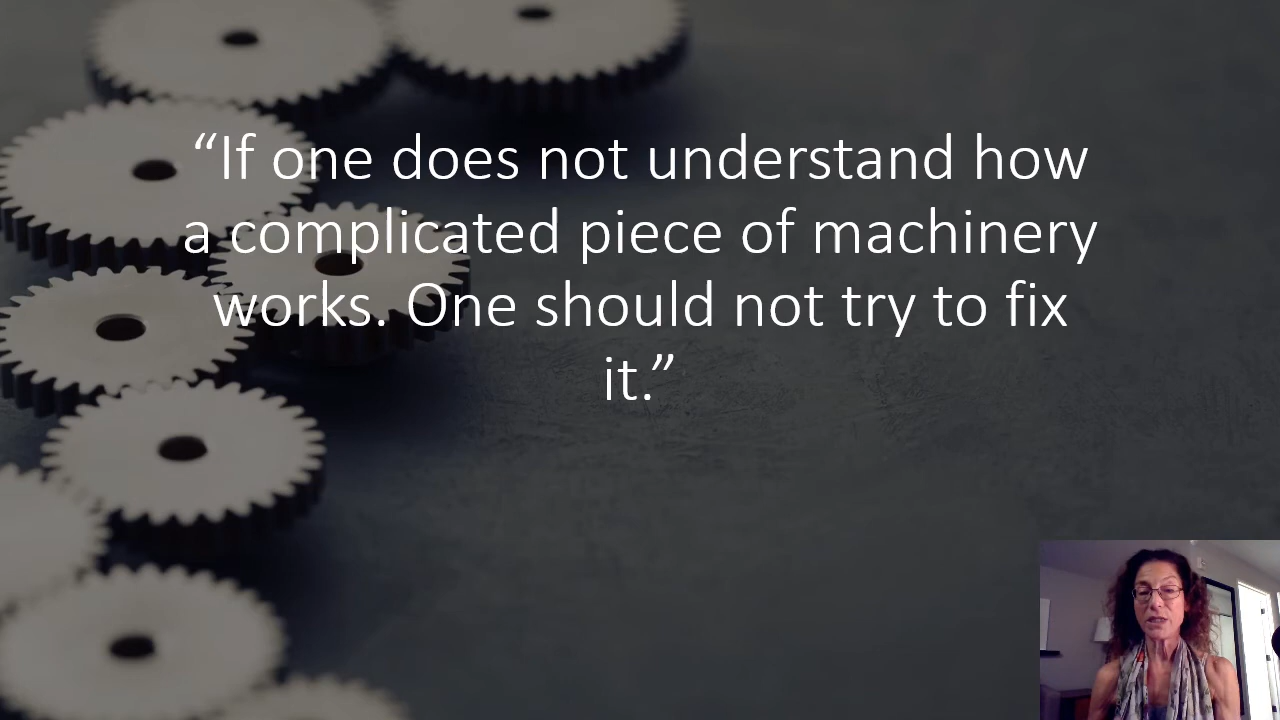 “If one does not understand how
a complicated piece of machinery
works. One should not try to fix
it.”